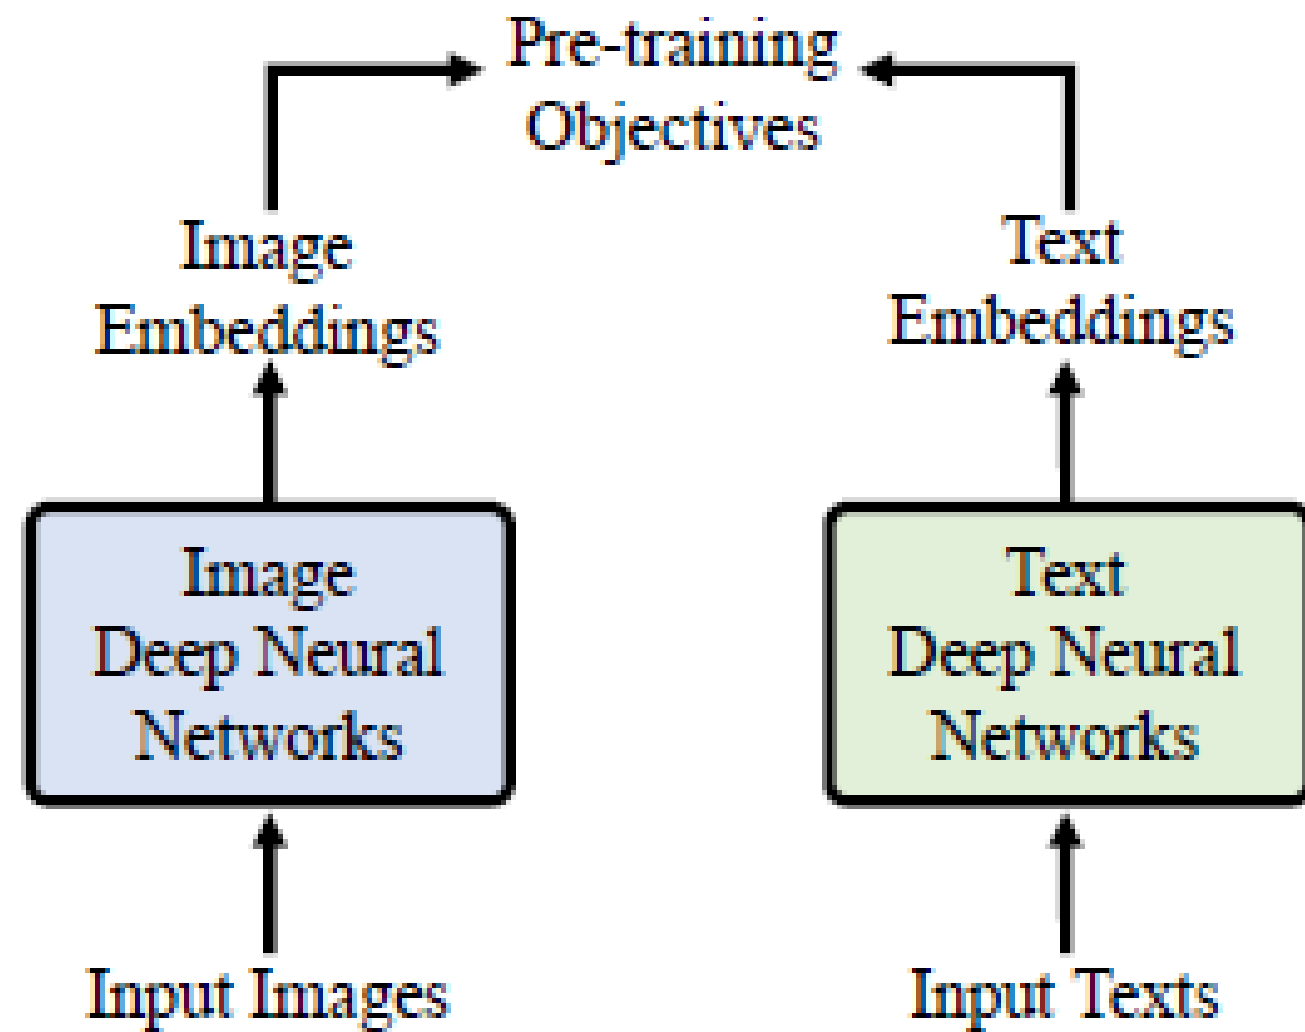 Pre-training
Objectives
Image
Embeddings
Text
Embeddings
Image
Deep Neural
Networks
Text
Deep Neural
Networks
Input Images
Input Texts